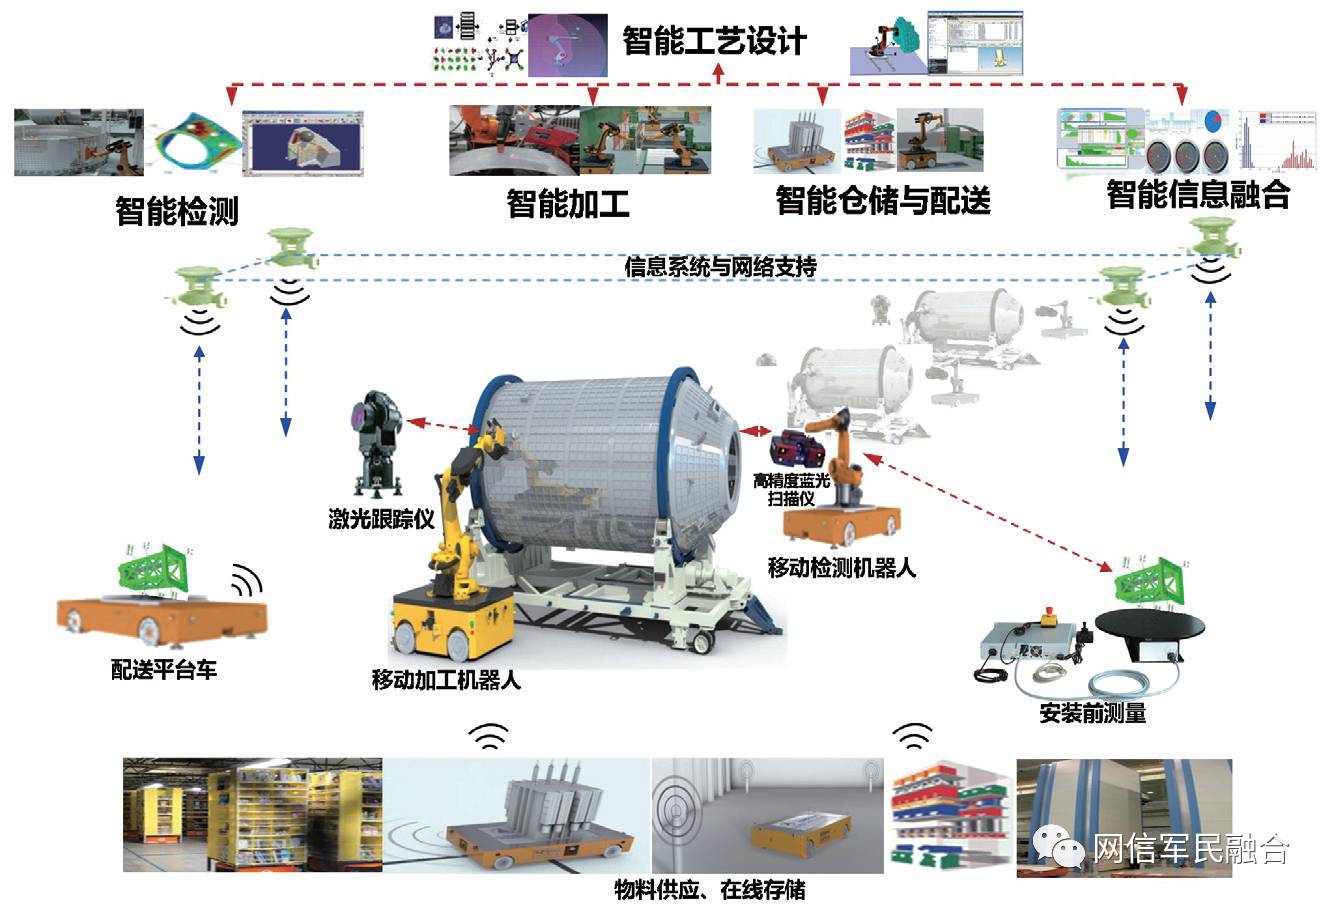 智能工艺设计
智能检测
智能加工
智能仓储与配送
智能信息融合
信息系统与网络支持
激光跟踪仪
高精度蓝光
扫描仪
移动检测机器人
配送平台车
移动加工机器人
安装前测量
物料供应、在线存储
网信军民融合